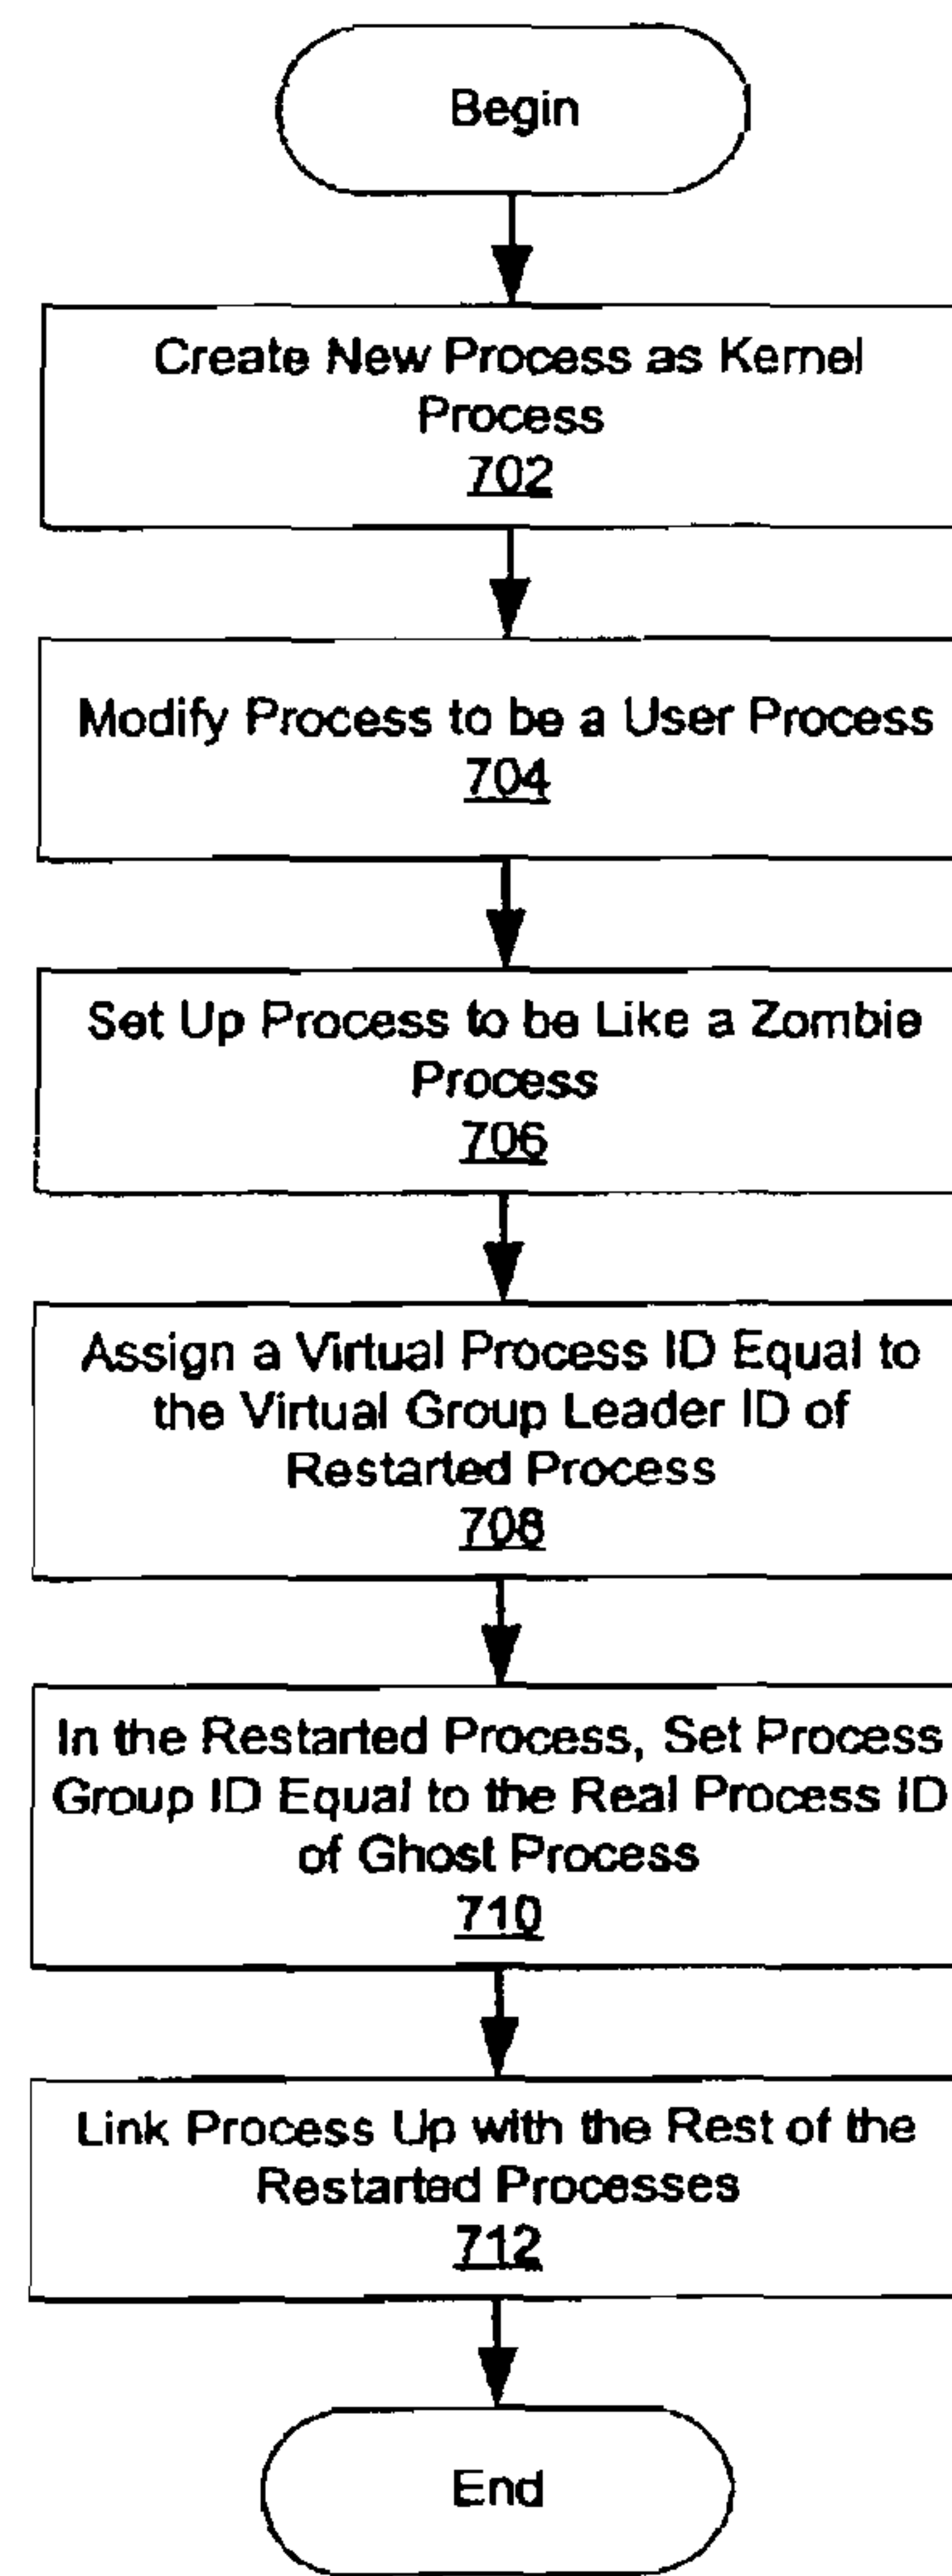 Begin
Create New Process as Kernel
Process
702
Modify Process to be a User Process
704
Set Up Process to be Like a Zombie
Process
706
Assign a Virtual Process ID Equal to
the Virtual Group Leader ID of
Restarted Process
708
In the Restarted Process, Set Process
Group ID Equal to the Real Process ID
of Ghost Process
710
Link Process Up with the Rest of the
Restarted Processes
712
End